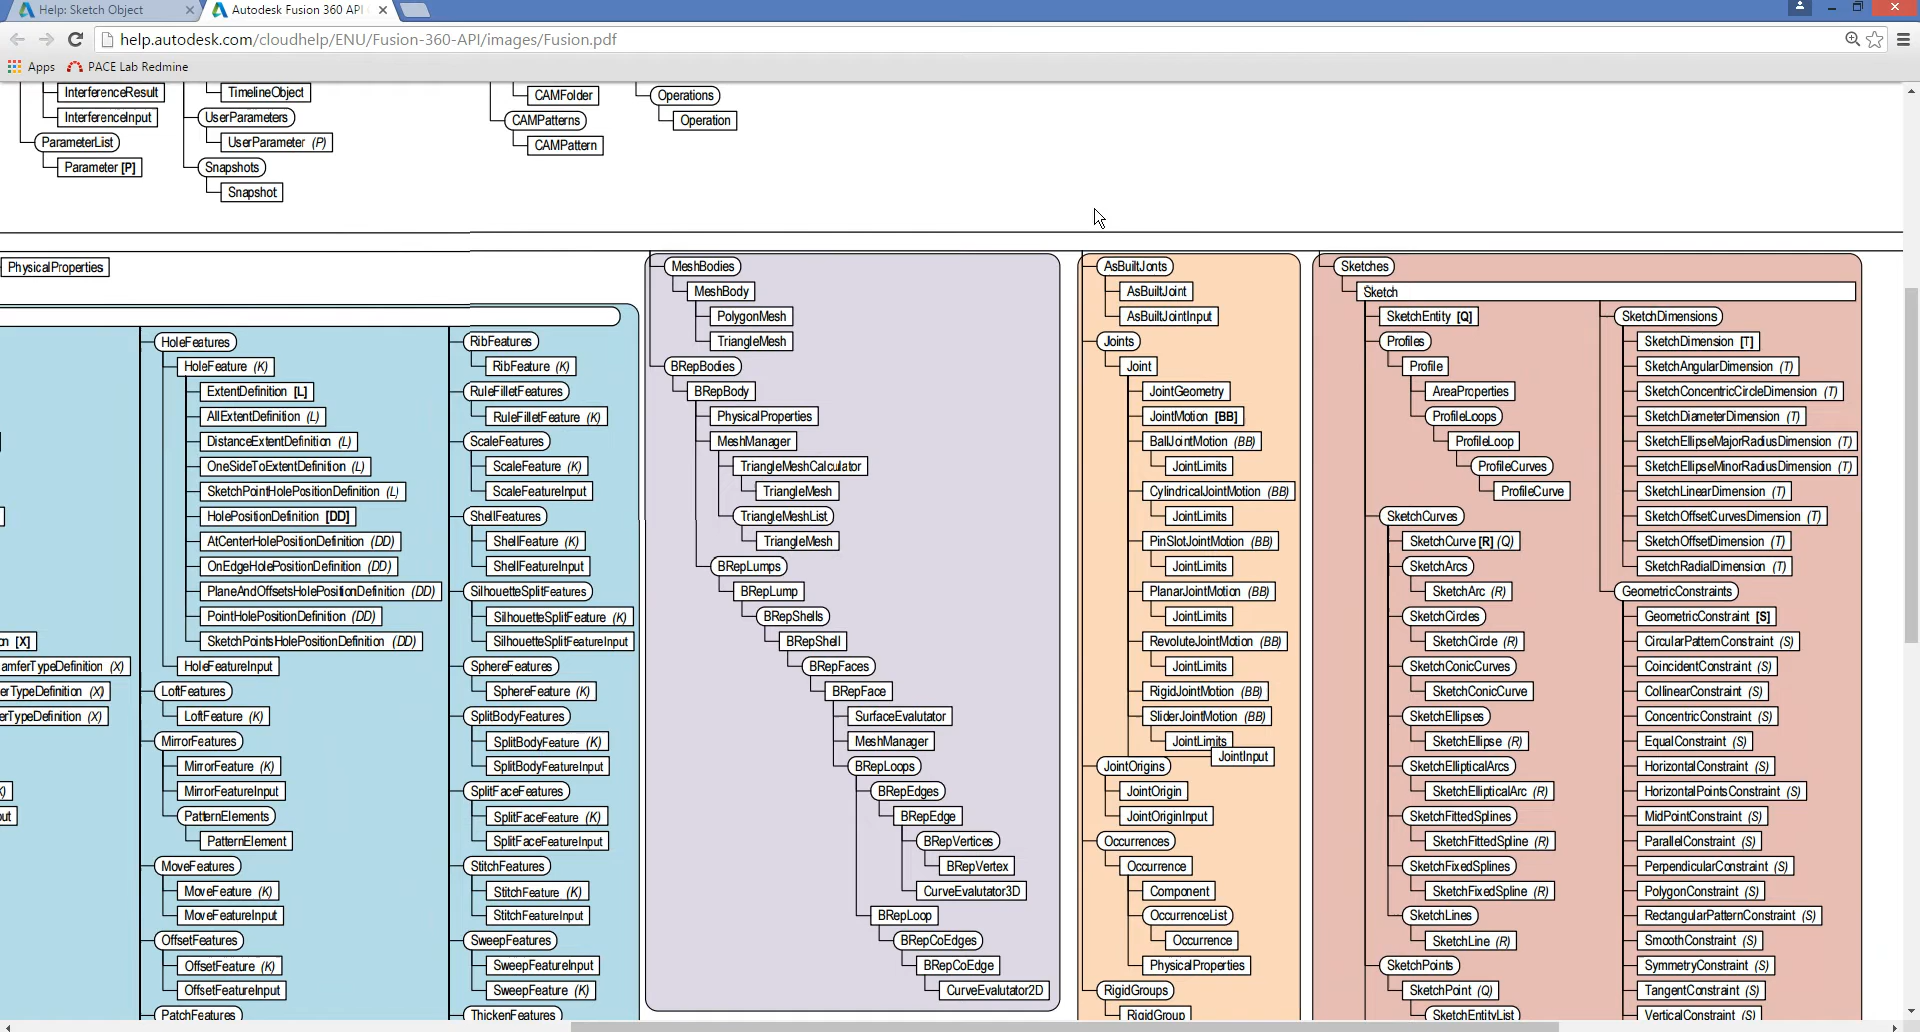 Help: Sketch Object
Autodesk Fusion 360 API
help.autodesk.com/cloudhelp/ENU/Fusion-360-API/images/Fusion.pdf
Apps
PACE Lab Redmine
InterferenceResult
InterferenceInput
ParameterList
Parameter [P]
TimelineObject
UserParameters
UserParameter (P)
Snapshots
Snapshot
CAMFolder
CAMPatterns
CAMPattern
Operations
Operation
PhysicalProperties
[X]
amferTypeDefinition (X)
erTypeDefinition (X)
erTypeDefinition (X)
HoleFeatures
HoleFeature (K)
ExtentDefinition [L]
AllExtentDefinition (L)
DistanceExtentDefinition (L)
OneSideToExtentDefinition (L)
SketchPointHolePositionDefinition (L)
HolePositionDefinition [DD]
AtCenterHolePositionDefinition (DD)
OnEdgeHolePositionDefinition (DD)
PlaneAndOffsetsHolePositionDefinition (DD)
PointHolePositionDefinition (DD)
SketchPointsHolePositionDefinition (DD)
HoleFeatureInput
LoftFeatures
LoftFeature (K)
MirrorFeatures
MirrorFeature (K)
MirrorFeatureInput
PatternElements
PatternElement
MoveFeatures
MoveFeature (K)
MoveFeatureInput
OffsetFeatures
OffsetFeature (K)
OffsetFeatureInput
PatchFeatures
RibFeatures
RibFeature (K)
RuleFilletFeatures
RuleFilletFeature (K)
ScaleFeatures
ScaleFeature (K)
ScaleFeatureInput
ShellFeatures
ShellFeature (K)
ShellFeatureInput
SilhouetteSplitFeatures
SilhouetteSplitFeature (K)
SilhouetteSplitFeatureInput
SphereFeatures
SphereFeature (K)
SplitBodyFeatures
SplitBodyFeature (K)
SplitBodyFeatureInput
SplitFaceFeatures
SplitFaceFeature (K)
SplitFaceFeatureInput
StitchFeatures
StitchFeature (K)
StitchFeatureInput
SweepFeatures
SweepFeatureInput
SweepFeature (K)
ThickenFeatures
MeshBodies
MeshBody
PolygonMesh
TriangleMesh
BRepBodies
BRepBody
PhysicalProperties
MeshManager
TriangleMeshCalculator
TriangleMesh
TriangleMeshList
TriangleMesh
BRepLumps
BRepLump
BRepShells
BRepShell
BRepFaces
BRepFace
SurfaceEvalutator
MeshManager
BRepLoops
BRepEdges
BRepEdge
BRepVertices
BRepVertex
CurveEvalutator3D
BRepLoop
BRepCoEdges
BRepCoEdge
CurveEvalutator2D
AsBuiltJonts
AsBuiltJoint
AsBuiltJointInput
Joints
Joint
JointGeometry
JointMotion [BB]
BallJointMotion (BB)
JointLimits
CylindricalJointMotion (BB)
JointLimits
PinSlotJointMotion (BB)
JointLimits
PlanarJointMotion (BB)
JointLimits
RevoluteJointMotion (BB)
JointLimits
RigidJointMotion (BB)
SliderJointMotion (BB)
JointLimits
JointInput
JointOrigins
JointOrigin
JointOriginInput
Occurrences
Occurrence
Component
OccurrenceList
Occurrence
PhysicalProperties
RigidGroups
RigidGroup
Sketches
Sketch
SketchEntity [Q]
Profiles
Profile
AreaProperties
ProfileLoops
ProfileLoop
ProfileCurves
ProfileCurve
SketchCurves
SketchCurve [R] (Q)
SketchArcs
SketchArc (R)
SketchCircles
SketchCircle (R)
SketchConicCurves
SketchConicCurve
SketchEllipses
SketchEllipse (R)
SketchEllipticalArcs
SketchEllipticalArc (R)
SketchFittedSplines
SketchFittedSpline (R)
SketchFixedSplines
SketchFixedSpline (R)
SketchLines
SketchLine (R)
SketchPoints
SketchPoint (Q)
SketchEntityList
SketchDimensions
SketchDimension [T]
SketchAngularDimension (T)
SketchConcentricCircleDimension (T)
SketchDiameterDimension (T)
SketchEllipseMajorRadiusDimension (T)
SketchEllipseMinorRadiusDimension (T)
SketchLinearDimension (T)
SketchOffsetCurvesDimension (T)
SketchOffsetDimension (T)
SketchRadialDimension (T)
GeometricConstraints
GeometricConstraint [S]
CircularPatternConstraint (S)
CoincidentConstraint (S)
CollinearConstraint (S)
ConcentricConstraint (S)
EqualConstraint (S)
HorizontalConstraint (S)
HorizontalPointsConstraint (S)
MidPointConstraint (S)
ParallelConstraint (S)
PerpendicularConstraint (S)
PolygonConstraint (S)
RectangularPatternConstraint (S)
SmoothConstraint (S)
SymmetryConstraint (S)
TangentConstraint (S)
VerticalConstraint (S)